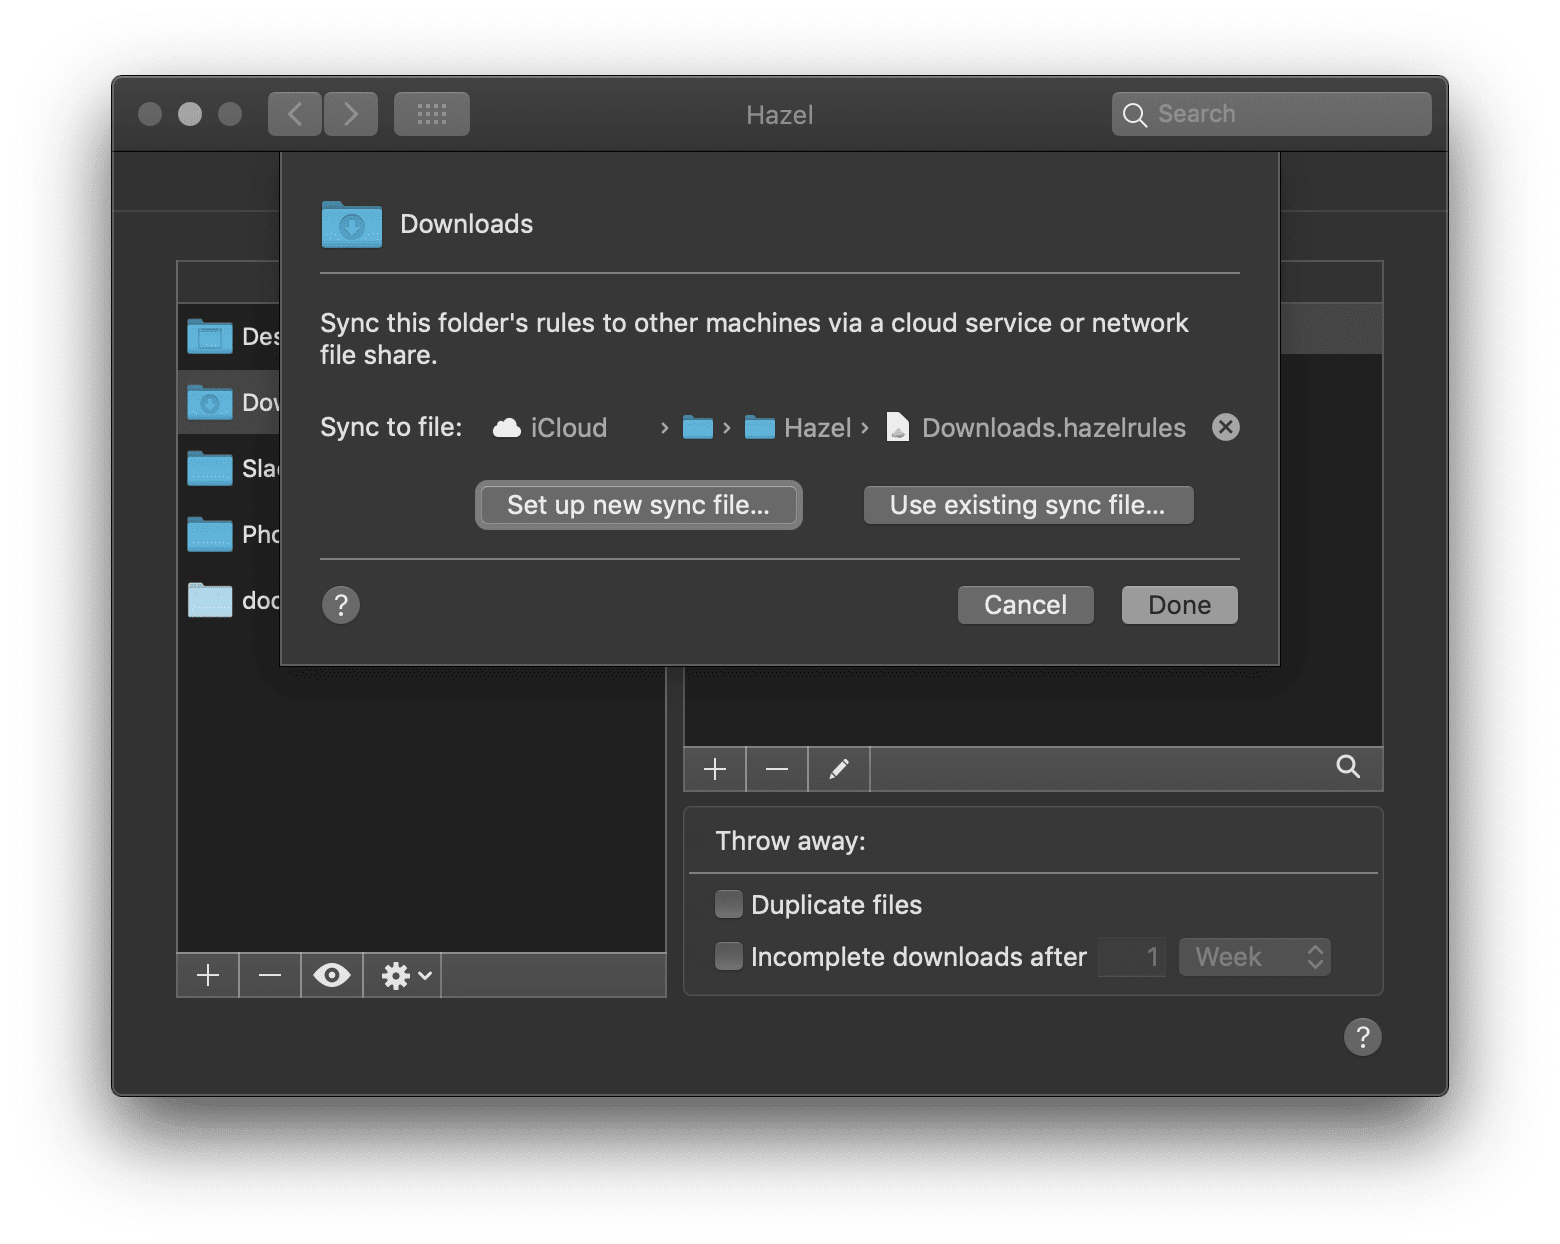 Hazel
Search
Downloads
Sync this folder's rules to other machines via a cloud service or network
file share.
Sync to file: iCloud › › Hazel › Downloads.hazelrules
Set up new sync file...
Use existing sync file...
?
Cancel
Done
Des
Dow
Sla
Pho
doc
Throw away:
Duplicate files
Incomplete downloads after 1 Week
?